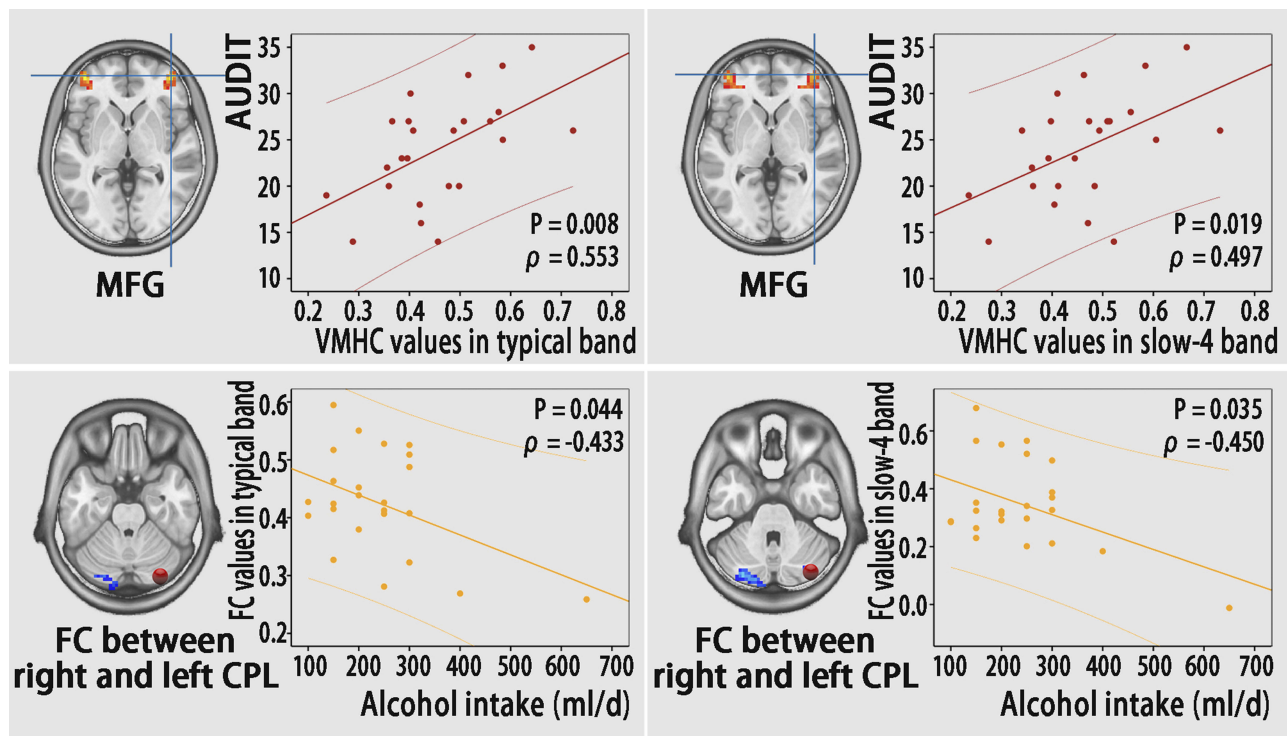 AUDIT
35
30
25
20
15
10
P = 0.008
ρ = 0.553
0.2 0.3 0.4 0.5 0.6 0.7 0.8
VMHC values in typical band
MFG
AUDIT
35
30
25
20
15
10
P = 0.019
ρ = 0.497
0.2 0.3 0.4 0.5 0.6 0.7 0.8
VMHC values in slow-4 band
MFG
FC values in typical band
0.6
0.5
0.4
0.3
0.2
P = 0.044
ρ = -0.433
100 200 300 400 500 600 700
Alcohol intake (ml/d)
FC between
right and left CPL
FC values in slow-4 band
0.6
0.4
0.2
0.0
P = 0.035
ρ = -0.450
100 200 300 400 500 600 700
Alcohol intake (ml/d)
FC between
right and left CPL